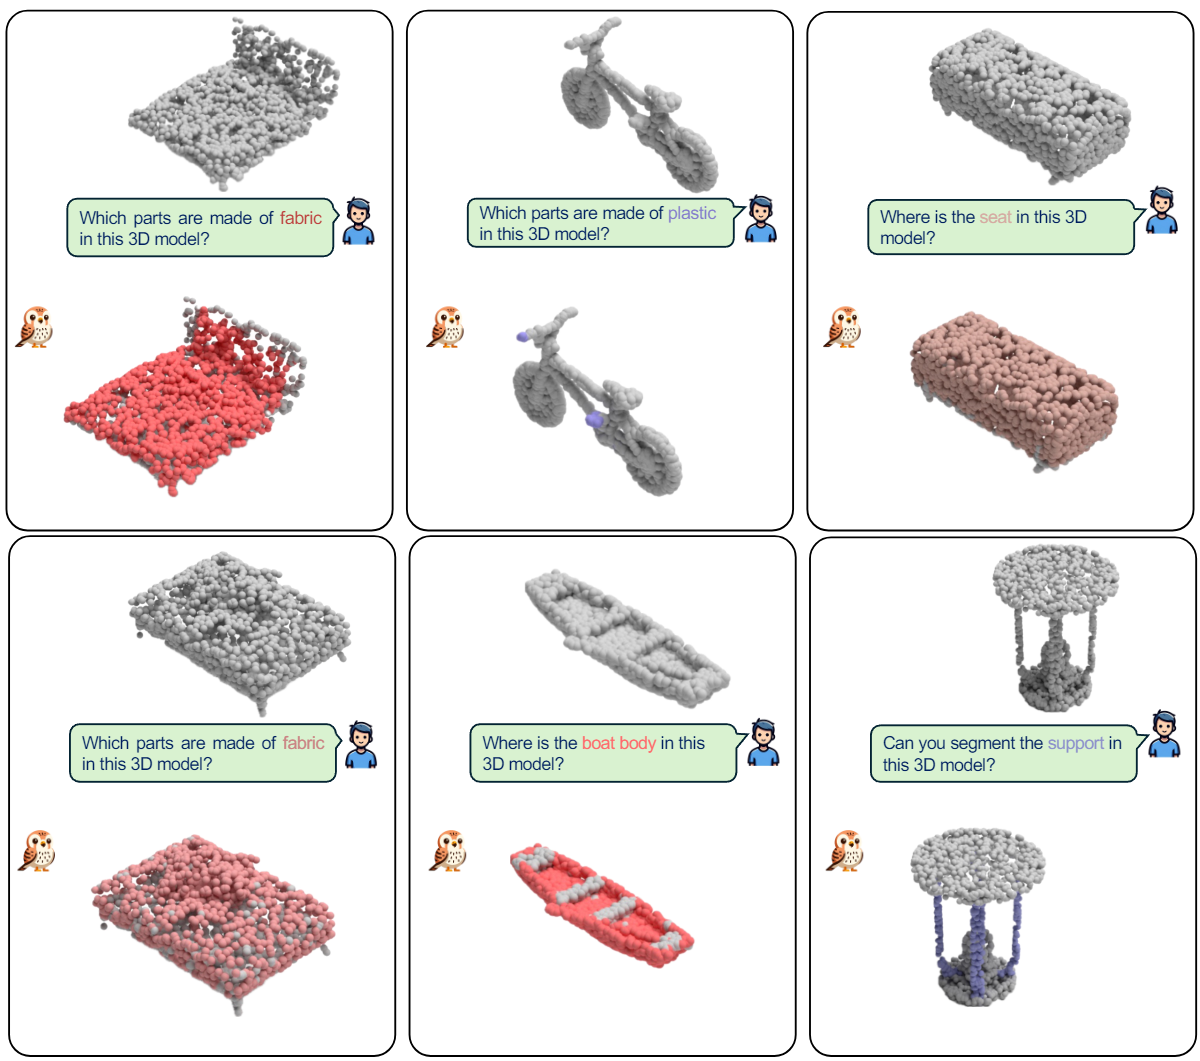 Which parts are made of fabric
in this 3D model?
Which parts are made of plastic
in this 3D model?
Where is the seat in this 3D
model?
Which parts are made of fabric
in this 3D model?
Where is the boat body in this
3D model?
Can you segment the support in
this 3D model?